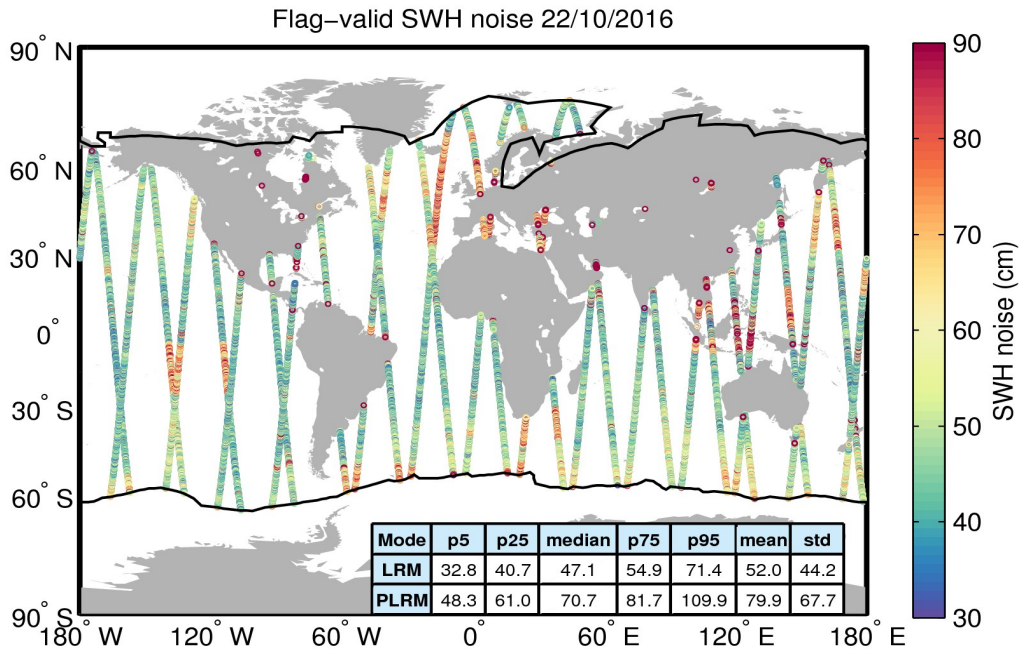 Flag−valid SWH noise 22/10/2016
90° N
60° N
30° N
0°
30° S
60° S
90° S
180° W
120° W
60° W
0°
60° E
120° E
180° E
Mode p5 p25 median p75 p95 mean std
LRM 32.8 40.7 47.1 54.9 71.4 52.0 44.2
PLRM 48.3 61.0 70.7 81.7 109.9 79.9 67.7
90
80
70
60
50
40
30
SWH noise (cm)